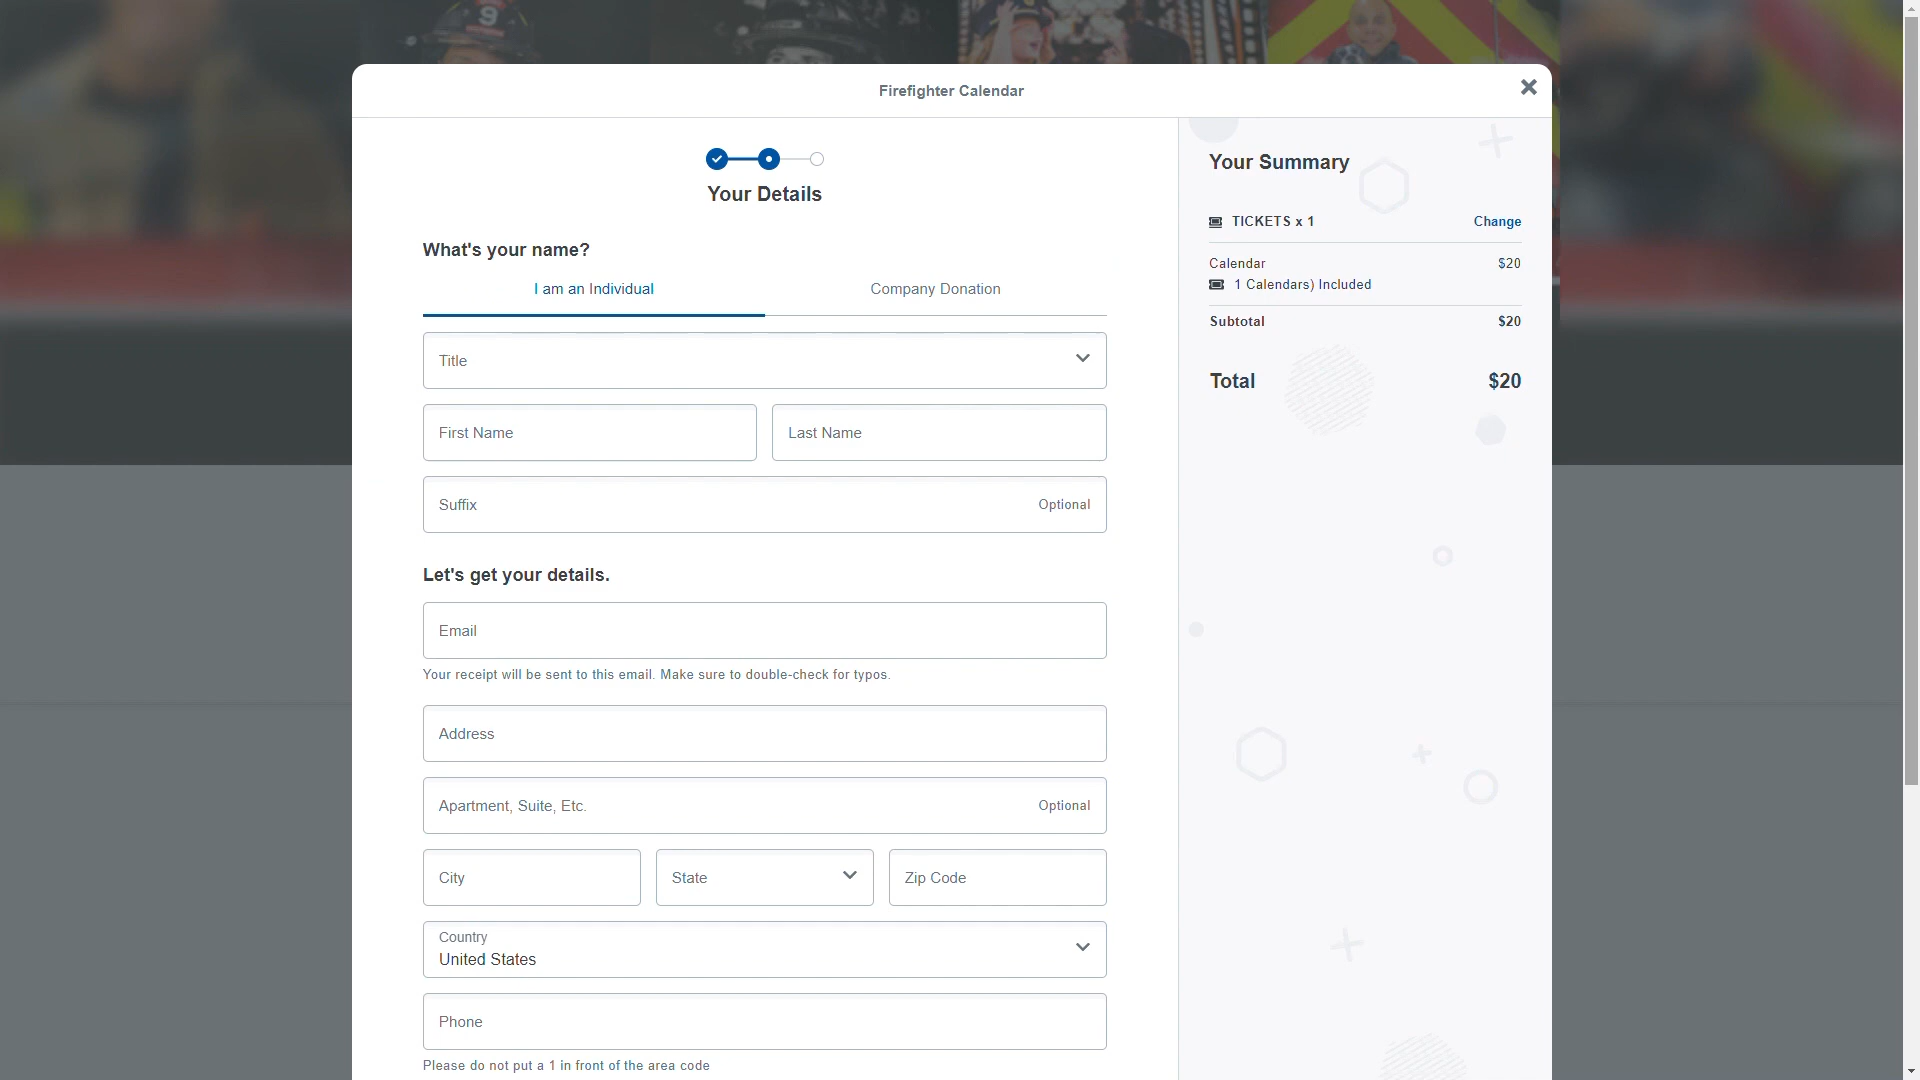 9
Firefighter Calendar
Your Details
What's your name?
I am an Individual
Company Donation
Title
First Name
Last Name
Suffix
Optional
Let's get your details.
Email
Your receipt will be sent to this email. Make sure to double-check for typos.
Address
Apartment, Suite, Etc.
Optional
City
State
Zip Code
Country
United States
Phone
Please do not put a 1 in front of the area code
Your Summary
TICKETS x 1
Change
Calendar
$20
1 Calendars) Included
Subtotal
$20
Total
$20